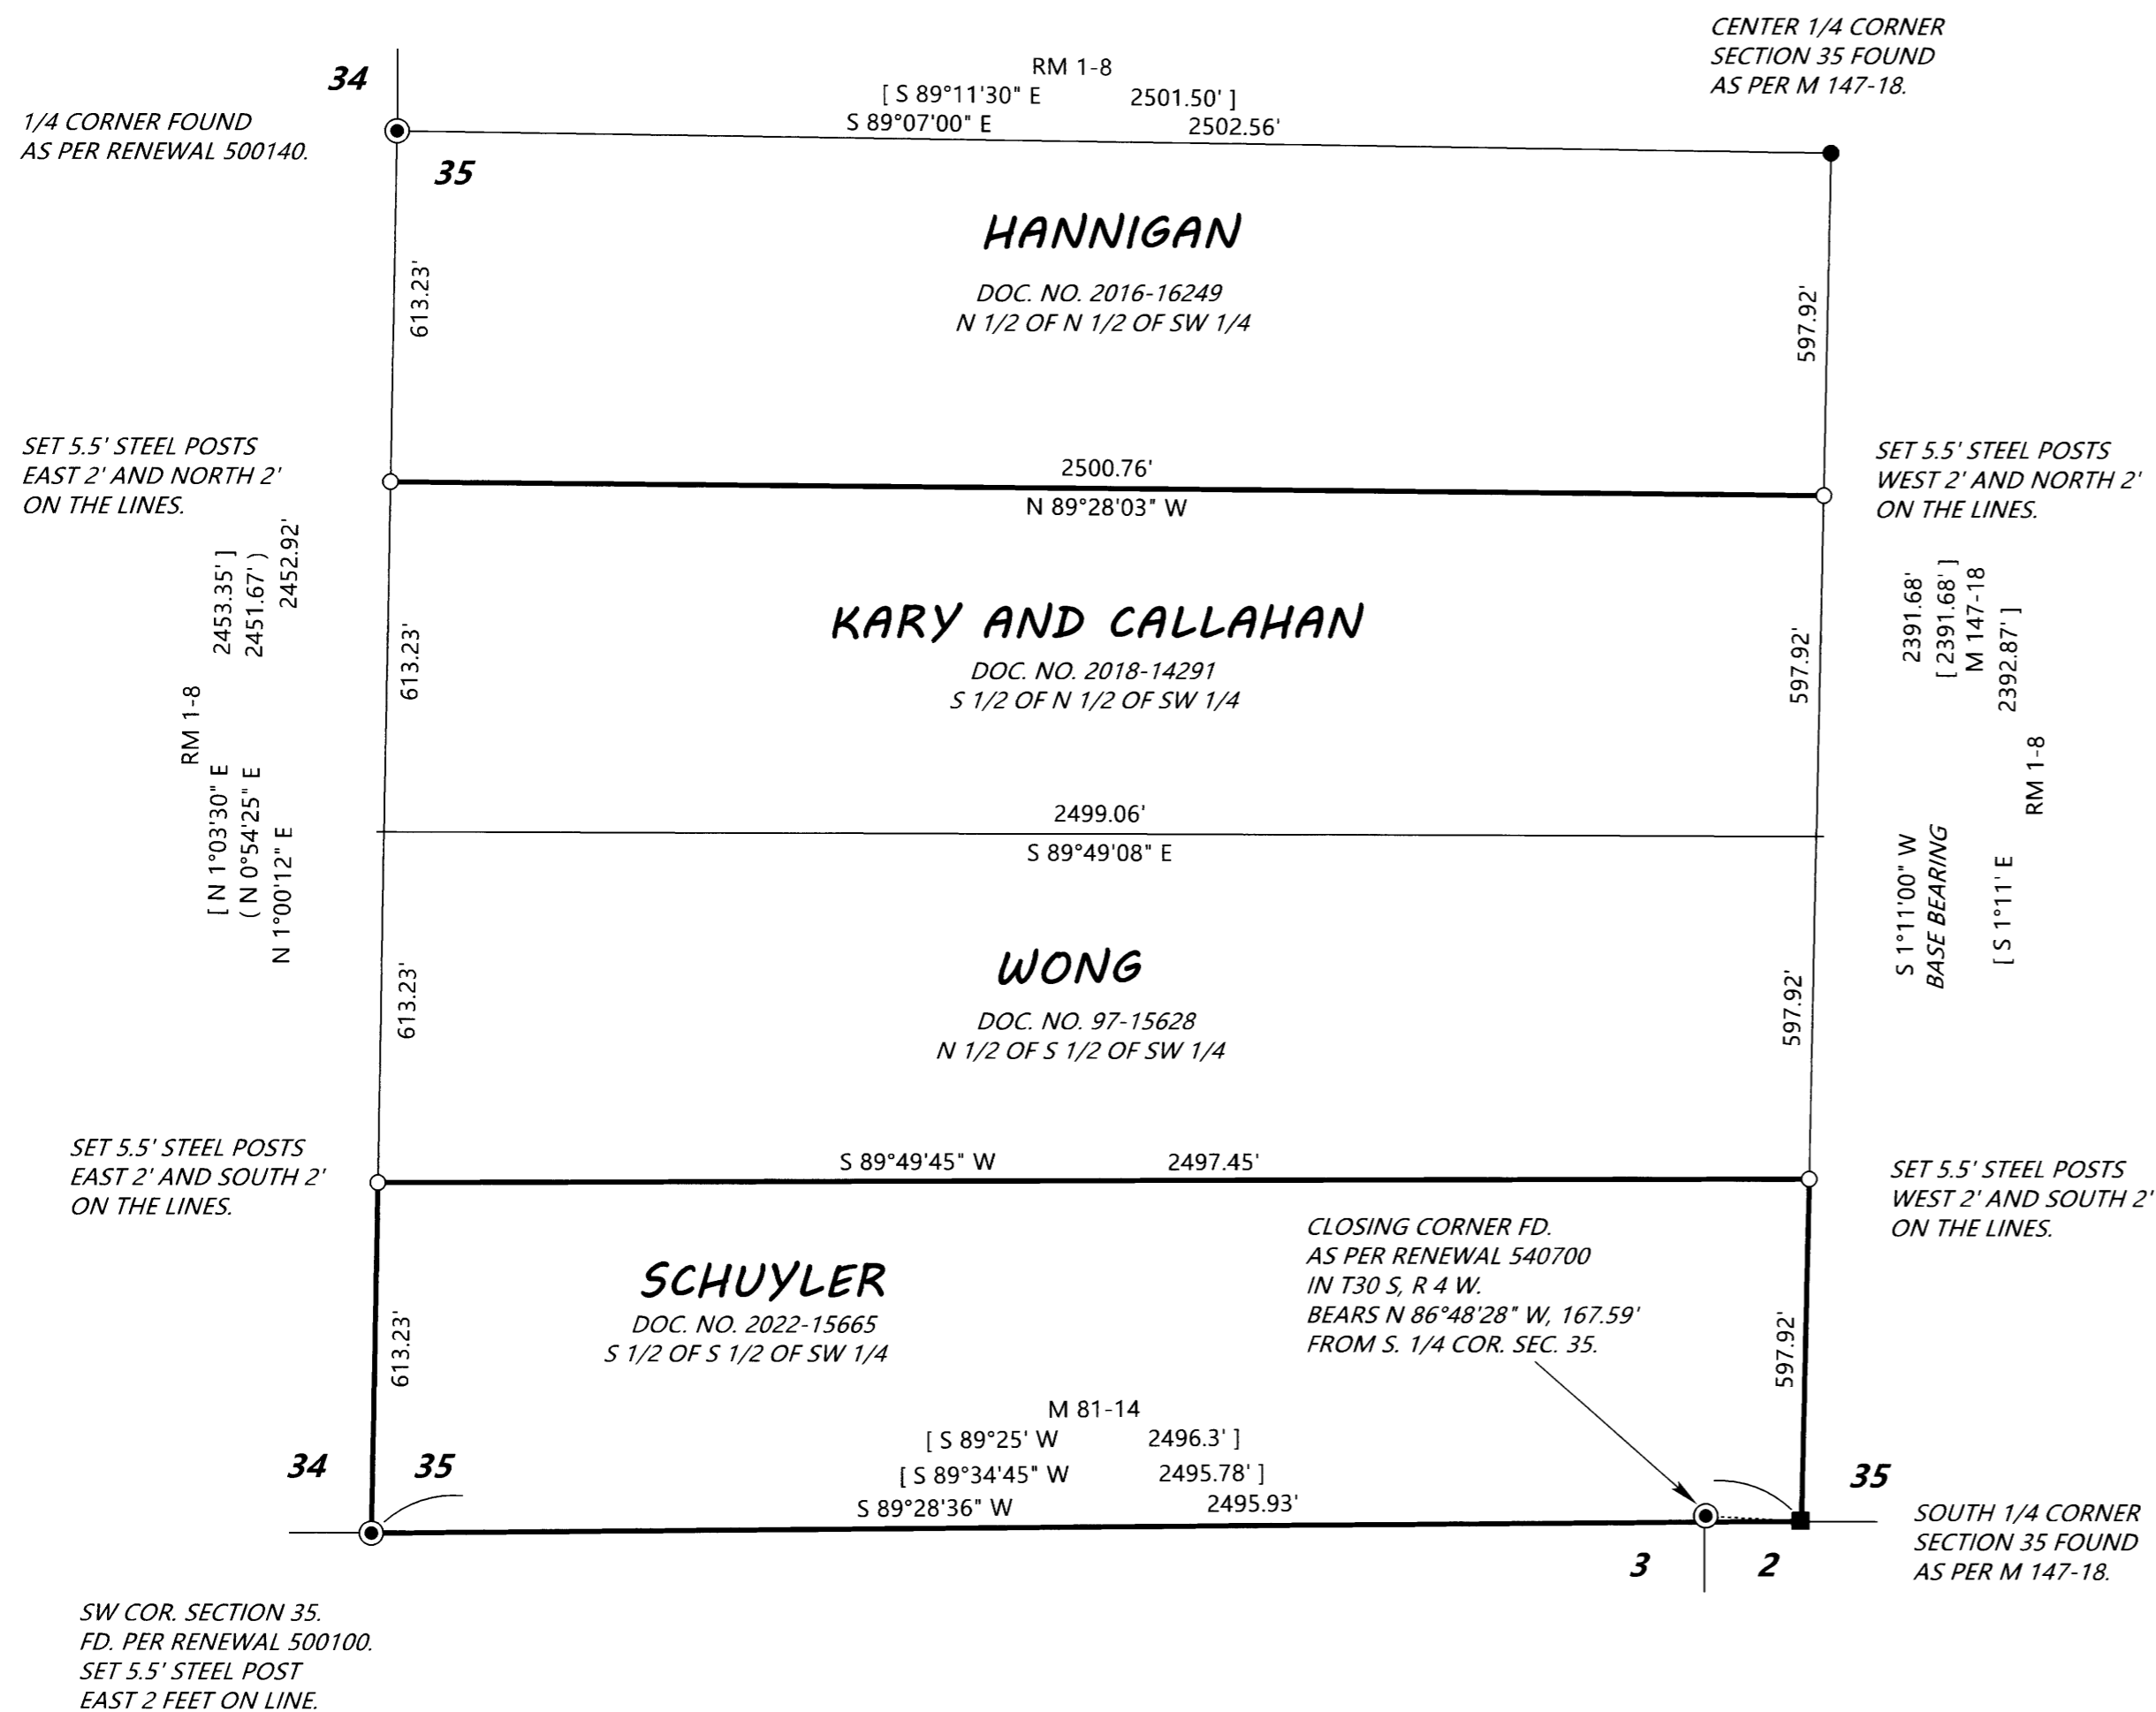 CENTER 1/4 CORNER
SECTION 35 FOUND
AS PER M 147-18.
34
RM 1-8
[ S 89°11'30" E 2501.50' ]
S 89°07'00" E 2502.56'
1/4 CORNER FOUND
AS PER RENEWAL 500140.
35
HANNIGAN
DOC. NO. 2016-16249
N 1/2 OF N 1/2 OF SW 1/4
613.23'
597.92'
SET 5.5' STEEL POSTS
EAST 2' AND NORTH 2'
ON THE LINES.
2500.76'
N 89°28'03" W
SET 5.5' STEEL POSTS
WEST 2' AND NORTH 2'
ON THE LINES.
RM 1-8
[ N 1°03'30" E 2453.35' ]
( N 0°54'25" E 2451.67' )
N 1°00'12" E 2452.92'
613.23'
KARY AND CALLAHAN
DOC. NO. 2018-14291
S 1/2 OF N 1/2 OF SW 1/4
597.92'
S 1°11'00" W 2391.68'
BASE BEARING [ 2391.68' ]
M 147-18
[ S 1°11' E 2392.87' ]
RM 1-8
2499.06'
S 89°49'08" E
613.23'
WONG
DOC. NO. 97-15628
N 1/2 OF S 1/2 OF SW 1/4
597.92'
SET 5.5' STEEL POSTS
EAST 2' AND SOUTH 2'
ON THE LINES.
S 89°49'45" W 2497.45'
SET 5.5' STEEL POSTS
WEST 2' AND SOUTH 2'
ON THE LINES.
CLOSING CORNER FD.
AS PER RENEWAL 540700
IN T30 S, R 4 W.
BEARS N 86°48'28" W, 167.59'
FROM S. 1/4 COR. SEC. 35.
613.23'
SCHUYLER
DOC. NO. 2022-15665
S 1/2 OF S 1/2 OF SW 1/4
597.92'
M 81-14
[ S 89°25' W 2496.3' ]
[ S 89°34'45" W 2495.78' ]
S 89°28'36" W 2495.93'
34
35
35
3
2
SOUTH 1/4 CORNER
SECTION 35 FOUND
AS PER M 147-18.
SW COR. SECTION 35.
FD. PER RENEWAL 500100.
SET 5.5' STEEL POST
EAST 2 FEET ON LINE.